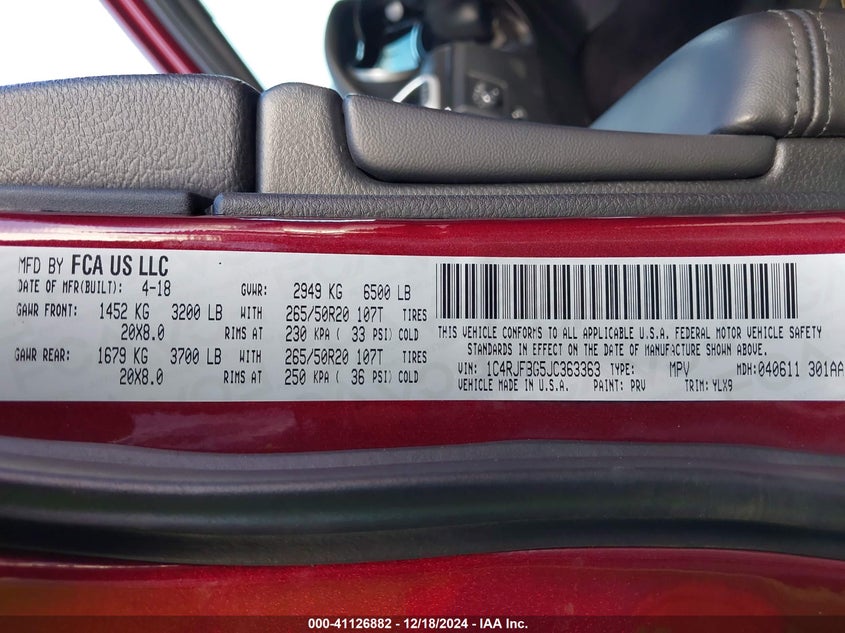 MFD BY FCA US LLC
DATE OF MFR(BUILT): 4-18 GVWR: 2949 KG 6500 LB
GAWR FRONT: 1452 KG 3200 LB WITH 265/50R20 107T TIRES
20X8.0 RIMS AT 230 KPA ( 33 PSI) COLD
GAWR REAR: 1679 KG 3700 LB WITH 265/50R20 107T TIRES
20X8.0 RIMS AT 250 KPA ( 36 PSI) COLD
THIS VEHICLE CONFORMS TO ALL APPLICABLE U.S.A. FEDERAL MOTOR VEHICLE SAFETY
STANDARDS IN EFFECT ON THE DATE OF MANUFACTURE SHOWN ABOVE.
VIN: 1C4RJFBG5JC363363 TYPE: MPV MDH:040611 301AA
VEHICLE MADE IN U.S.A. PAINT: PRV TRIM: YLX9
000-41126882 - 12/18/2024 - IAA Inc.